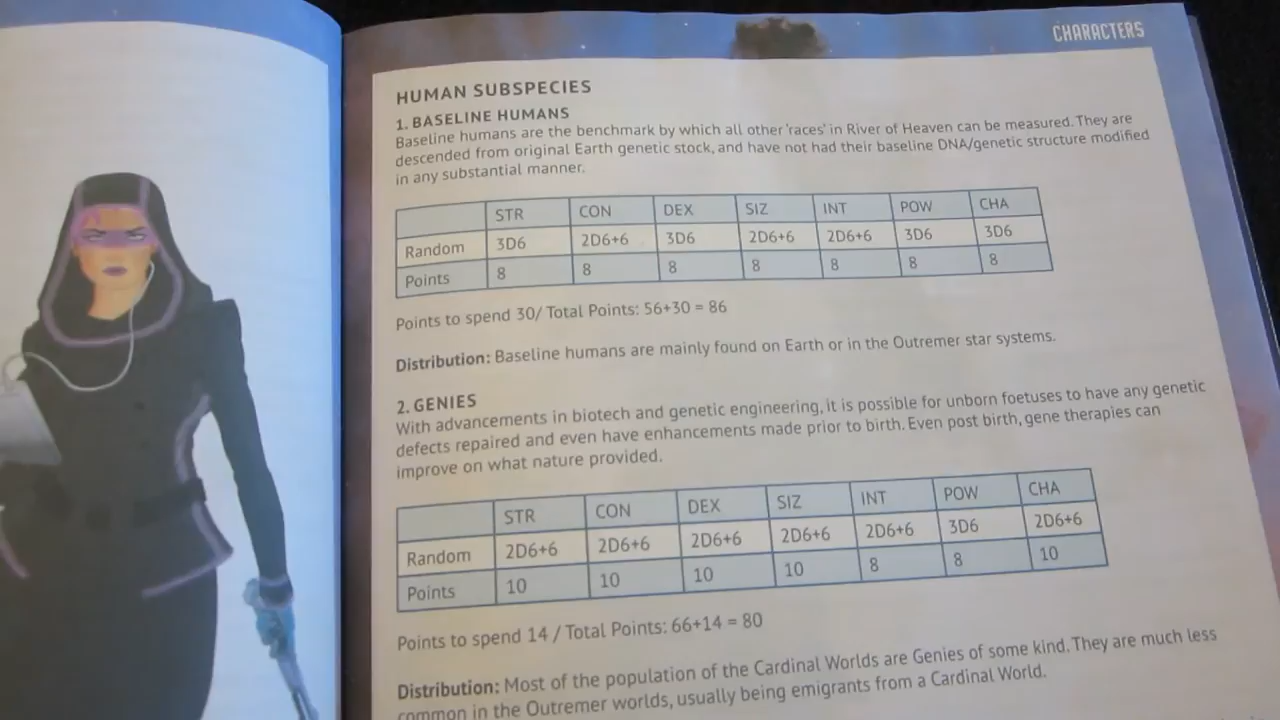 CHARACTERS
HUMAN SUBSPECIES
1. BASELINE HUMANS
Baseline humans are the benchmark by which all other 'races' in River of Heaven can be measured. They are
descended from original Earth genetic stock, and have not had their baseline DNA/genetic structure modified
in any substantial manner.
STR CON DEX SIZ INT POW CHA
Random 3D6 2D6+6 3D6 2D6+6 2D6+6 3D6 3D6
Points 8 8 8 8 8 8 8
Points to spend 30/ Total Points: 56+30 = 86
Distribution: Baseline humans are mainly found on Earth or in the Outremer star systems.
2. GENIES
With advancements in biotech and genetic engineering, it is possible for unborn foetuses to have any genetic
defects repaired and even have enhancements made prior to birth. Even post birth, gene therapies can
improve on what nature provided.
STR CON DEX SIZ INT POW CHA
Random 2D6+6 2D6+6 2D6+6 2D6+6 2D6+6 3D6 2D6+6
Points 10 10 10 10 8 8 10
Points to spend 14 / Total Points: 66+14 = 80
Distribution: Most of the population of the Cardinal Worlds are Genies of some kind. They are much less
common in the Outremer worlds, usually being emigrants from a Cardinal World.